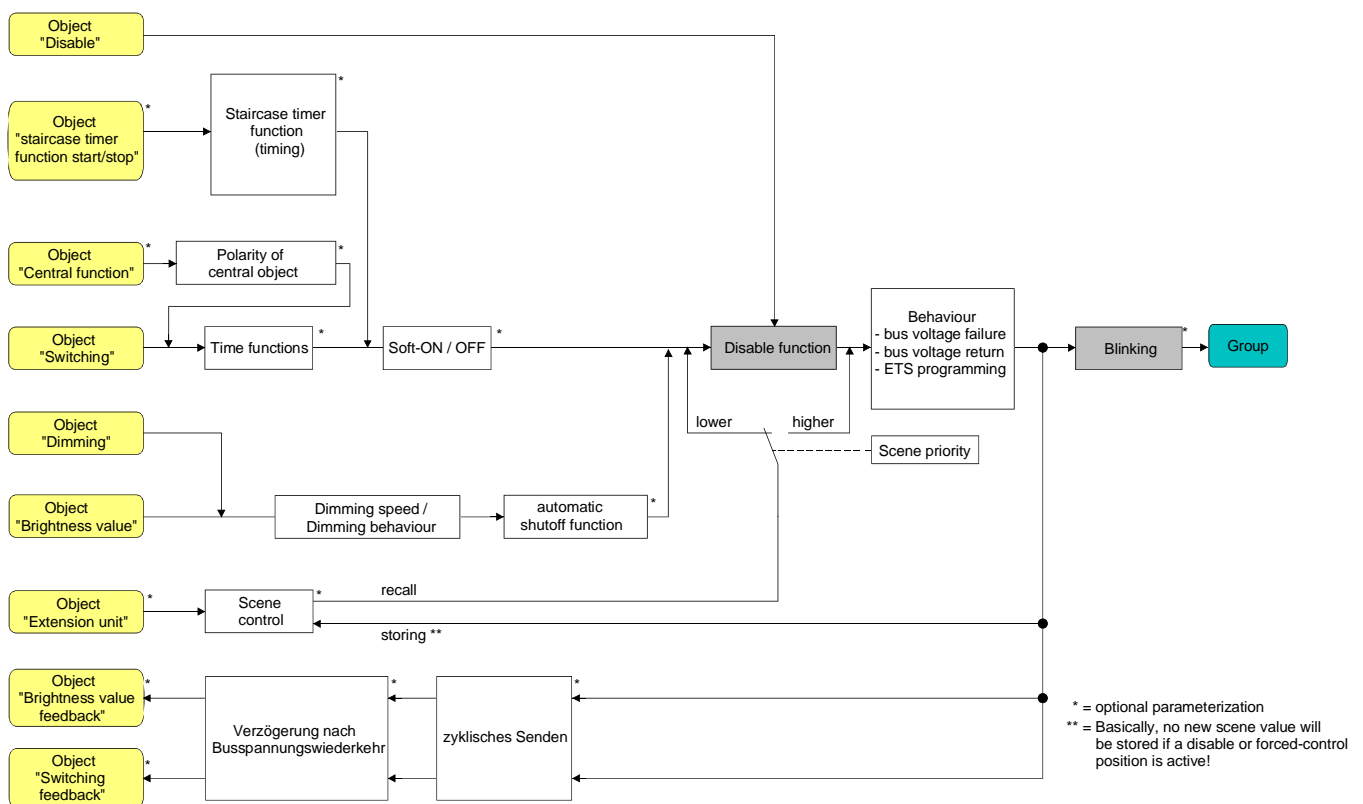 Object
"Disable"
*
*
Object
"staircase timer
function start/stop"
Staircase timer
function
(timing)
*
*
Object
"Central function"
Polarity of
central object
Object
"Switching"
Time functions
*
Soft-ON / OFF
*
Disable function
Behaviour
- bus voltage failure
- bus voltage return
- ETS programming
Blinking
*
Group
lower
higher
Scene priority
Object
"Dimming"
Object
"Brightness value"
Dimming speed /
Dimming behaviour
automatic
shutoff function
*
Object
"Extension unit"
*
Scene
control
*
recall
storing **
Object
"Brightness value
feedback"
*
Verzögerung nach
Busspannungswiederkehr
*
zyklisches Senden
*
Object
"Switching
feedback"
*
* = optional parameterization
** = Basically, no new scene value will
be stored if a disable or forced-control
position is active!